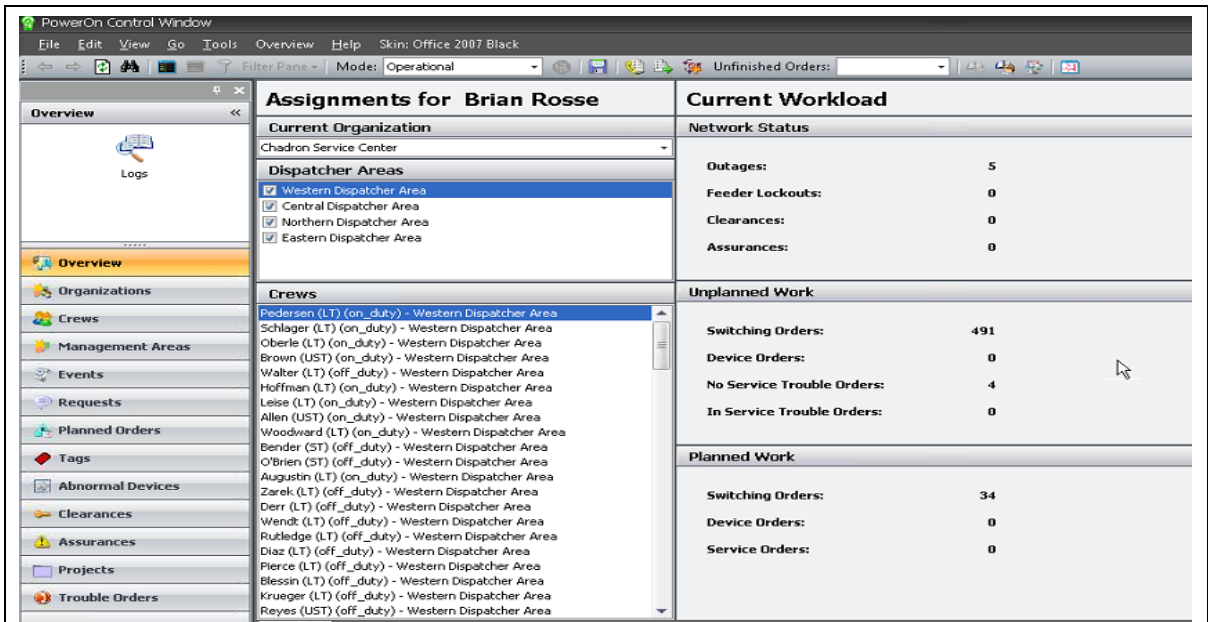 PowerOn Control Window
File Edit View Go Tools Overview Help Skin: Office 2007 Black
Filter Pane Mode: Operational Unfinished Orders:
Overview
Logs
Overview
Organizations
Crews
Management Areas
Events
Requests
Planned Orders
Tags
Abnormal Devices
Clearances
Assurances
Projects
Trouble Orders
Assignments for Brian Rosse
Current Organization
Chadron Service Center
Dispatcher Areas
Western Dispatcher Area
Central Dispatcher Area
Northern Dispatcher Area
Eastern Dispatcher Area
Crews
Pedersen (LT) (on_duty) - Western Dispatcher Area
Schlager (LT) (on_duty) - Western Dispatcher Area
Oberle (LT) (on_duty) - Western Dispatcher Area
Brown (UST) (on_duty) - Western Dispatcher Area
Walter (LT) (off_duty) - Western Dispatcher Area
Hoffman (LT) (on_duty) - Western Dispatcher Area
Leise (LT) (on_duty) - Western Dispatcher Area
Allen (UST) (on_duty) - Western Dispatcher Area
Woodward (LT) (on_duty) - Western Dispatcher Area
Bender (ST) (off_duty) - Western Dispatcher Area
O'Brien (ST) (off_duty) - Western Dispatcher Area
Augustin (LT) (on_duty) - Western Dispatcher Area
Zarek (LT) (off_duty) - Western Dispatcher Area
Derr (LT) (off_duty) - Western Dispatcher Area
Wendt (LT) (off_duty) - Western Dispatcher Area
Rutledge (LT) (off_duty) - Western Dispatcher Area
Diaz (LT) (off_duty) - Western Dispatcher Area
Pierce (LT) (off_duty) - Western Dispatcher Area
Blessin (LT) (off_duty) - Western Dispatcher Area
Krueger (LT) (off_duty) - Western Dispatcher Area
Reyes (UST) (off_duty) - Western Dispatcher Area
Current Workload
Network Status
Outages: 5
Feeder Lockouts: 0
Clearances: 0
Assurances: 0
Unplanned Work
Switching Orders: 491
Device Orders: 0
No Service Trouble Orders: 4
In Service Trouble Orders: 0
Planned Work
Switching Orders: 34
Device Orders: 0
Service Orders: 0